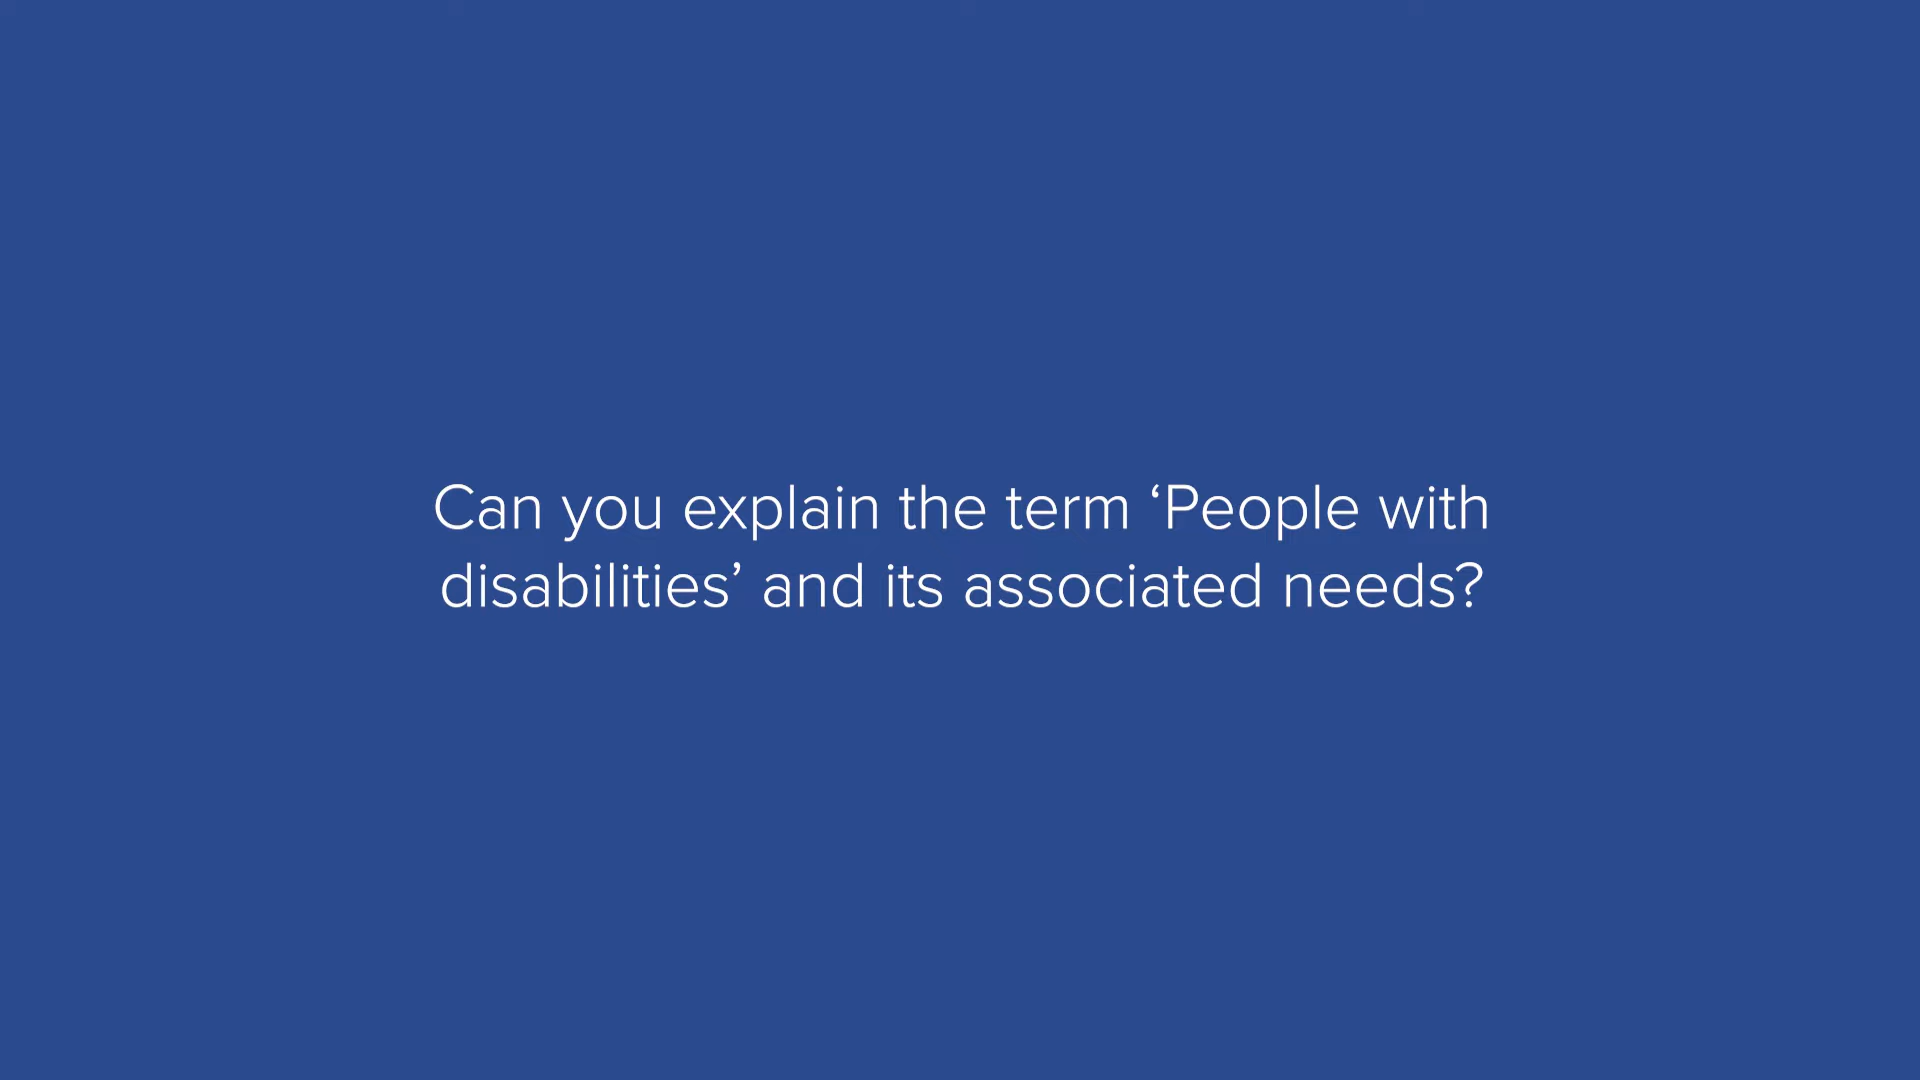 Can you explain the term ‘People with
disabilities’ and its associated needs?